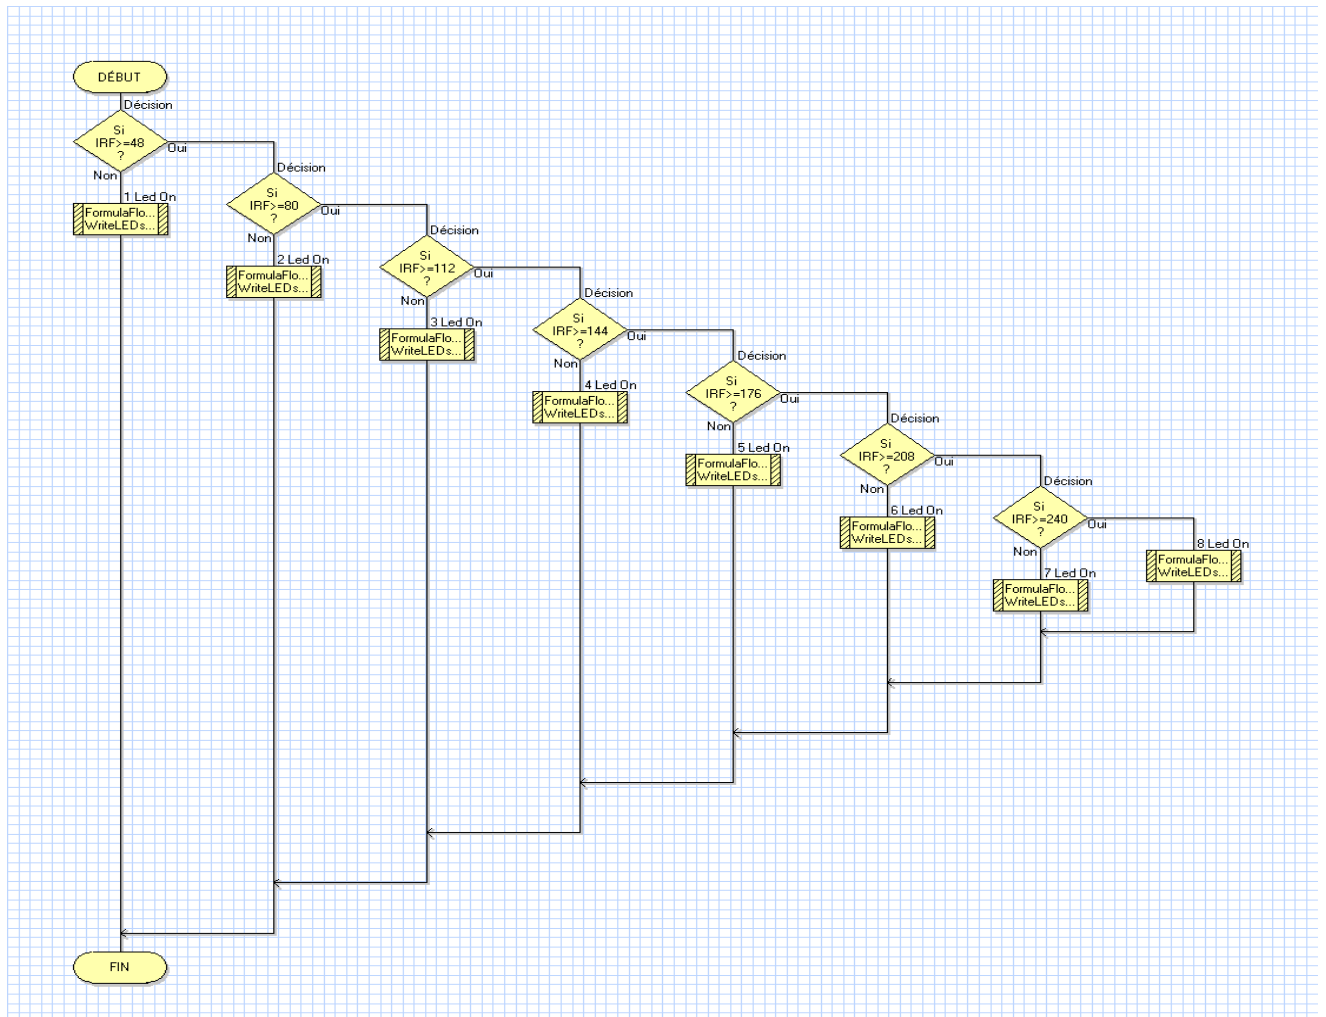 DÉBUT
Décision
Si
IRF>=48
?
Oui
Non
1 Led On
FormulaFlo...
WriteLEDs...
Décision
Si
IRF>=80
?
Oui
Non
2 Led On
FormulaFlo...
WriteLEDs...
Décision
Si
IRF>=112
?
Oui
Non
3 Led On
FormulaFlo...
WriteLEDs...
Décision
Si
IRF>=144
?
Oui
Non
4 Led On
FormulaFlo...
WriteLEDs...
Décision
Si
IRF>=176
?
Oui
Non
5 Led On
FormulaFlo...
WriteLEDs...
Décision
Si
IRF>=208
?
Oui
Non
6 Led On
FormulaFlo...
WriteLEDs...
Décision
Si
IRF>=240
?
Oui
Non
7 Led On
FormulaFlo...
WriteLEDs...
8 Led On
FormulaFlo...
WriteLEDs...
FIN